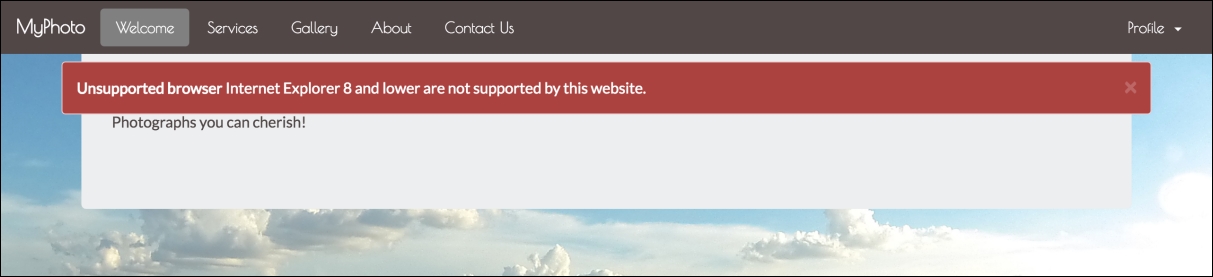 MyPhoto Welcome Services Gallery About Contact Us Profile
Unsupported browser Internet Explorer 8 and lower are not supported by this website. ×
Photographs you can cherish!